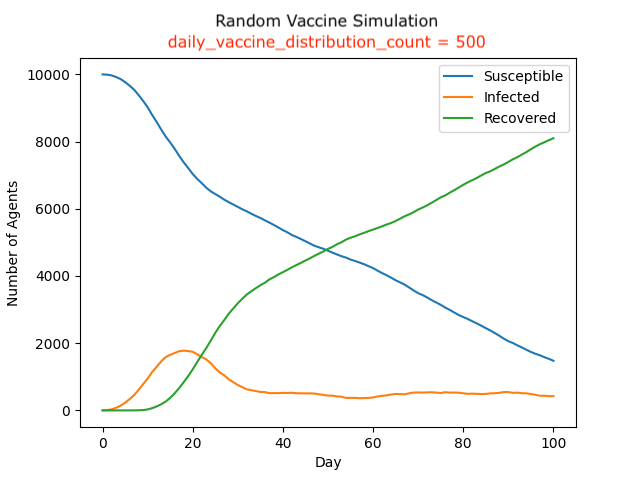 Random Vaccine Simulation
daily_vaccine_distribution_count = 500
Susceptible
Infected
Recovered
Number of Agents
10000
8000
6000
4000
2000
0
0 20 40 60 80 100
Day